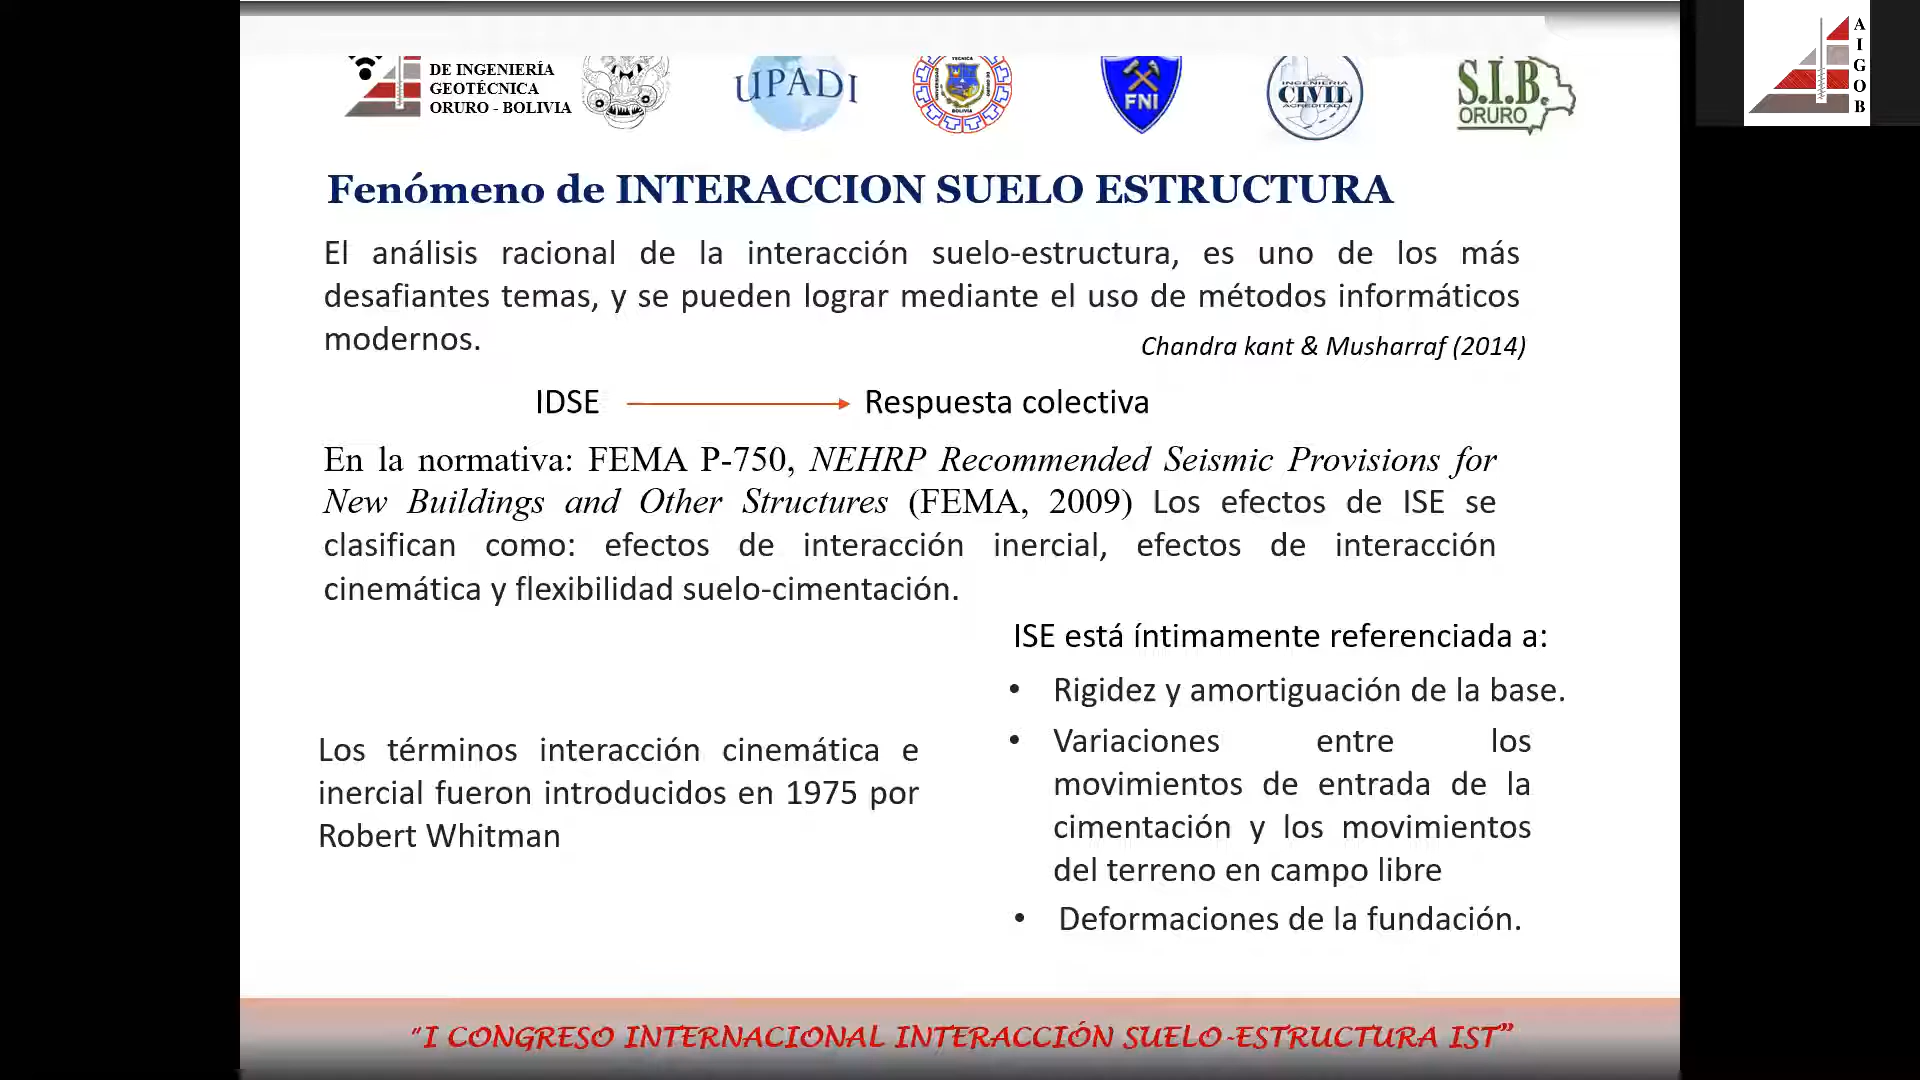 DE INGENIERÍA
GEOTÉCNICA
ORURO - BOLIVIA
UPADI
TECNICA
BOLIVIA
FNI
INGENIERIA
CIVIL
ACREDITADA
S.I.B.
ORURO
A
I
G
O
B
Fenómeno de INTERACCION SUELO ESTRUCTURA
El análisis racional de la interacción suelo-estructura, es uno de los más
desafiantes temas, y se pueden lograr mediante el uso de métodos informáticos
modernos.
Chandra kant & Musharraf (2014)
IDSE
Respuesta colectiva
En la normativa: FEMA P-750, NEHRP Recommended Seismic Provisions for
New Buildings and Other Structures (FEMA, 2009) Los efectos de ISE se
clasifican como: efectos de interacción inercial, efectos de interacción
cinemática y flexibilidad suelo-cimentación.
Los términos interacción cinemática e
inercial fueron introducidos en 1975 por
Robert Whitman
ISE está íntimamente referenciada a:
• Rigidez y amortiguación de la base.
• Variaciones entre los
movimientos de entrada de la
cimentación y los movimientos
del terreno en campo libre
• Deformaciones de la fundación.
“I CONGRESO INTERNACIONAL INTERACCIÓN SUELO-ESTRUCTURA IST”